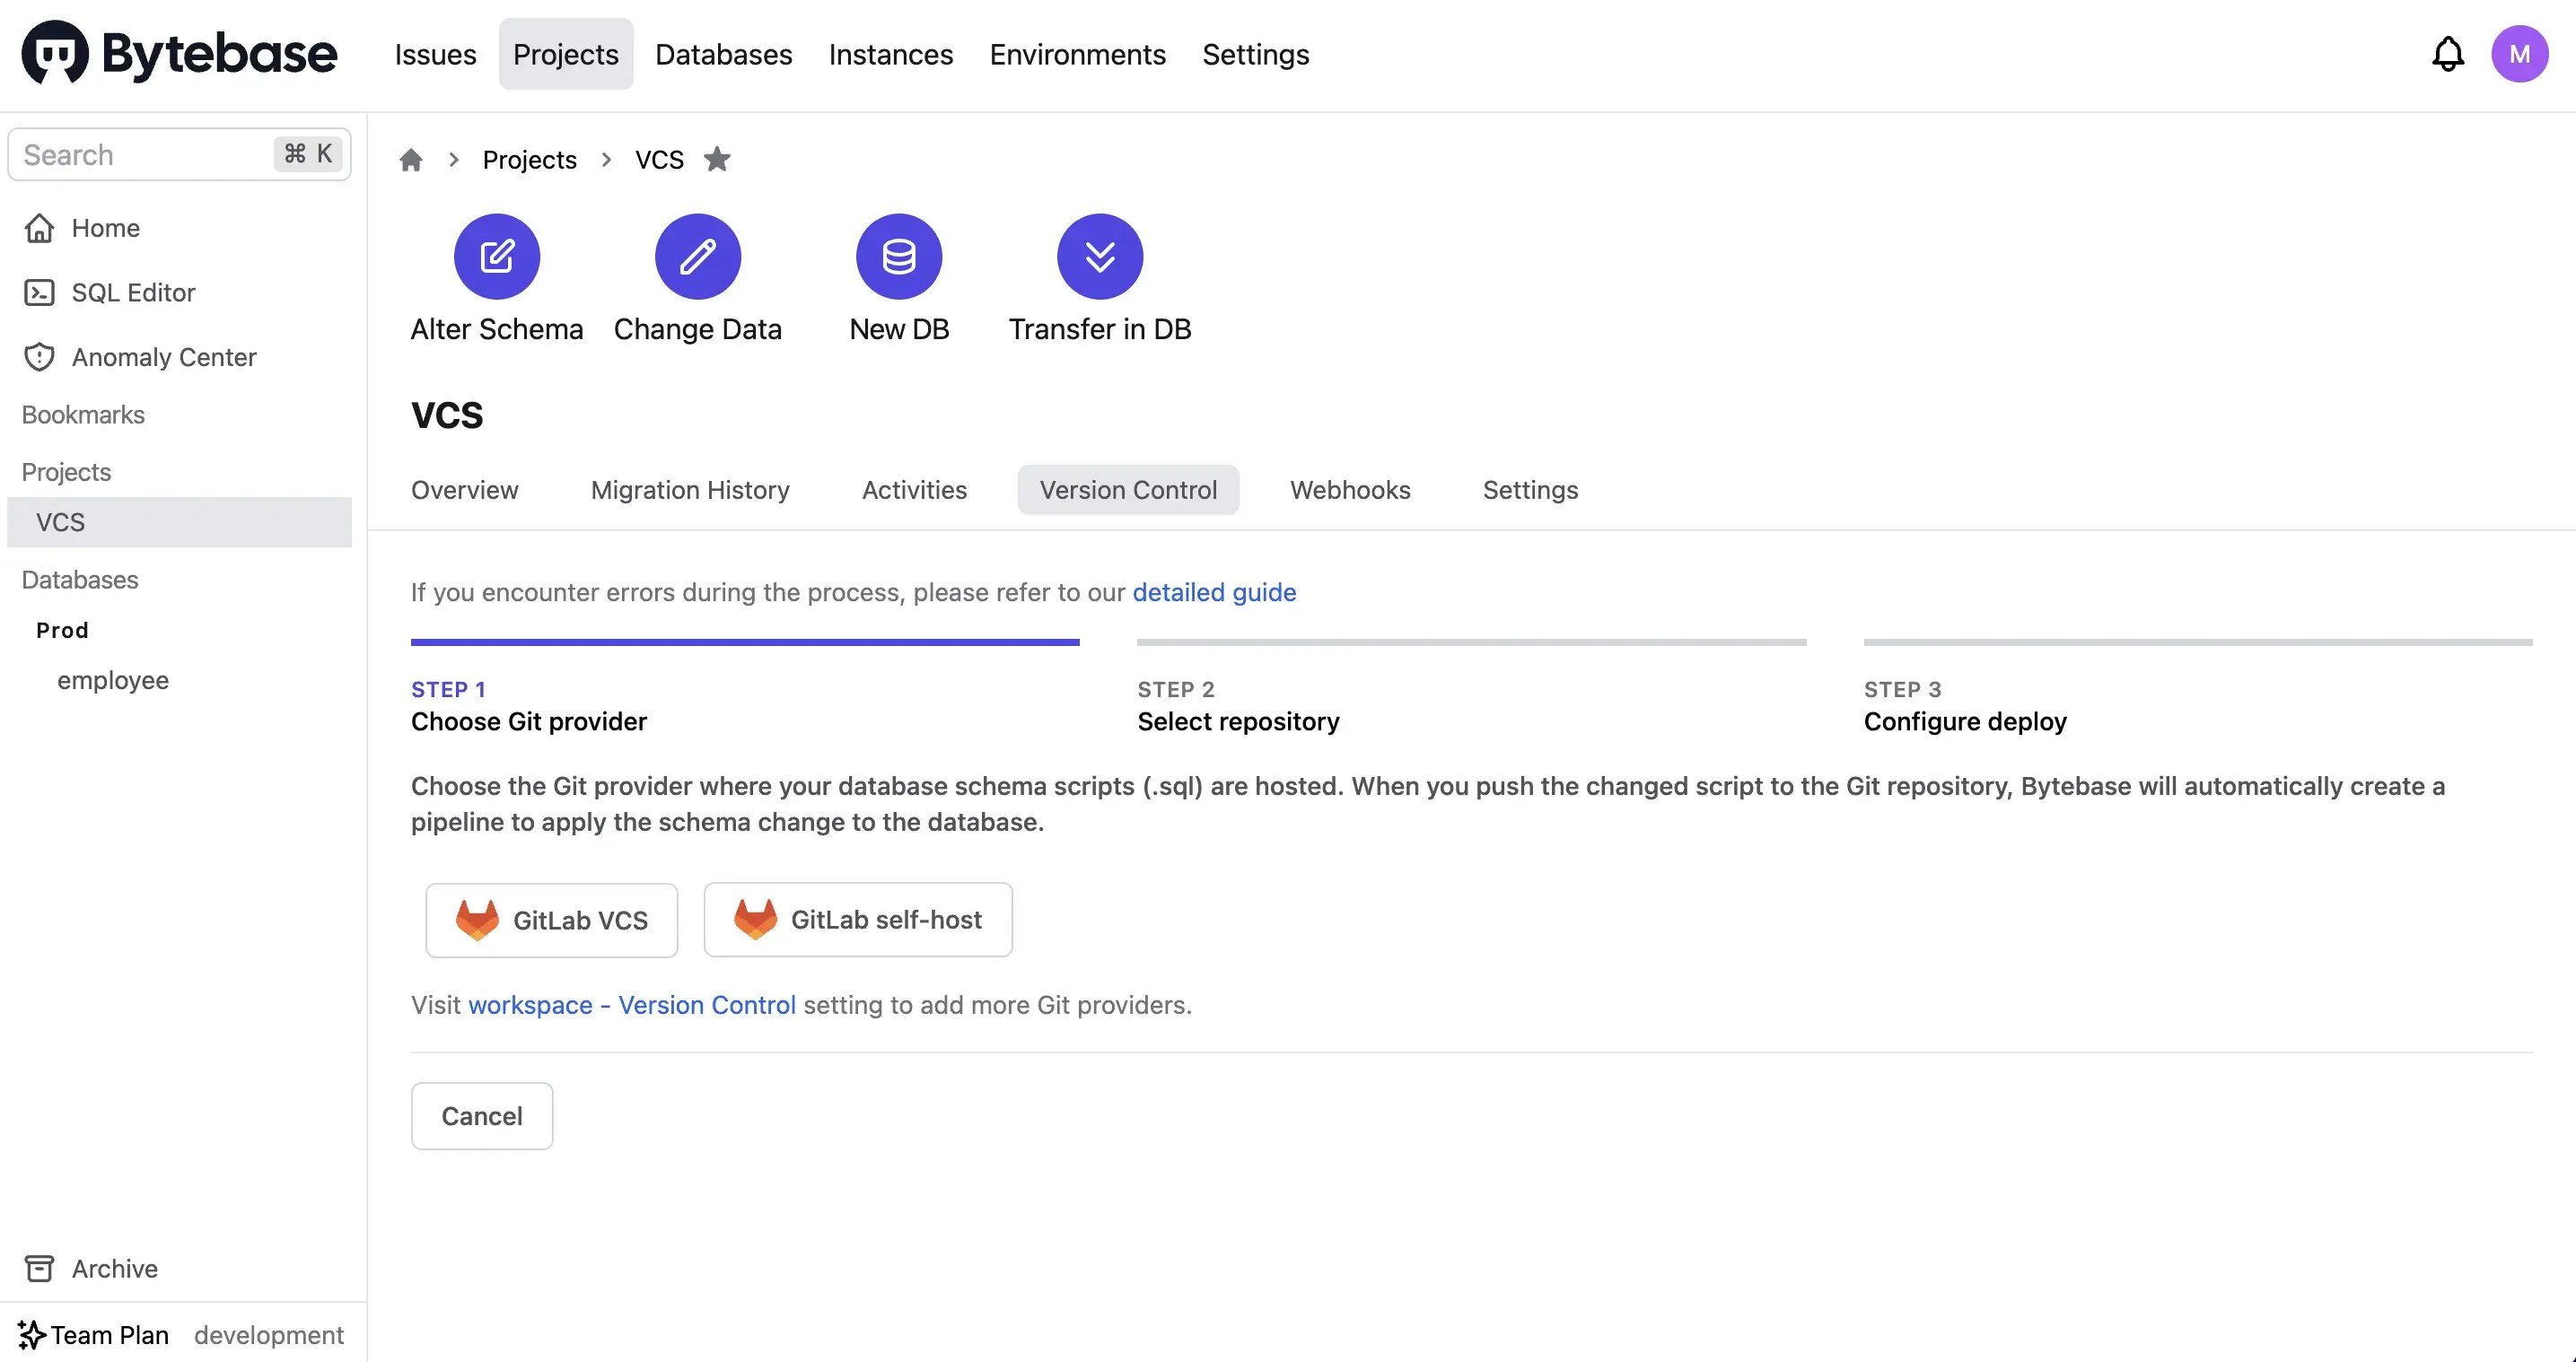 Bytebase
Issues
Projects
Databases
Instances
Environments
Settings
M
Search
⌘ K
Home
SQL Editor
Anomaly Center
Bookmarks
Projects
VCS
Databases
Prod
employee
Archive
Team Plan
development
Projects
VCS
Alter Schema
Change Data
New DB
Transfer in DB
VCS
Overview
Migration History
Activities
Version Control
Webhooks
Settings
If you encounter errors during the process, please refer to our detailed guide
STEP 1
Choose Git provider
STEP 2
Select repository
STEP 3
Configure deploy
Choose the Git provider where your database schema scripts (.sql) are hosted. When you push the changed script to the Git repository, Bytebase will automatically create a
pipeline to apply the schema change to the database.
GitLab VCS
GitLab self-host
Visit workspace - Version Control setting to add more Git providers.
Cancel